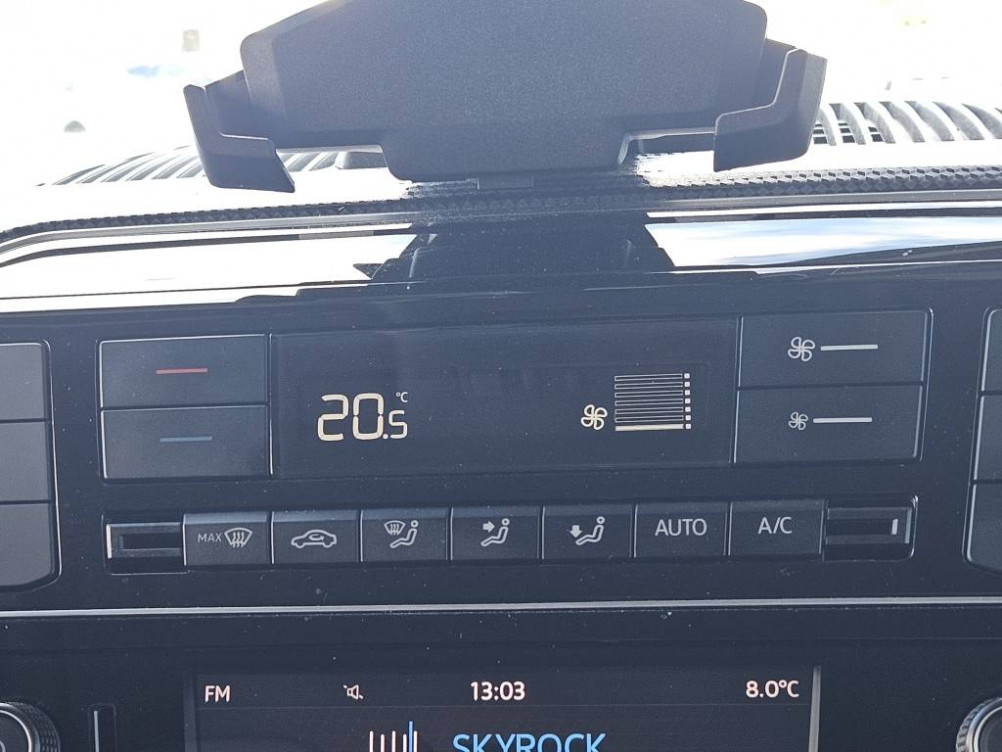 20.5 °C
MAX AUTO A/C
FM 13:03 8.0°C
SKYROCK